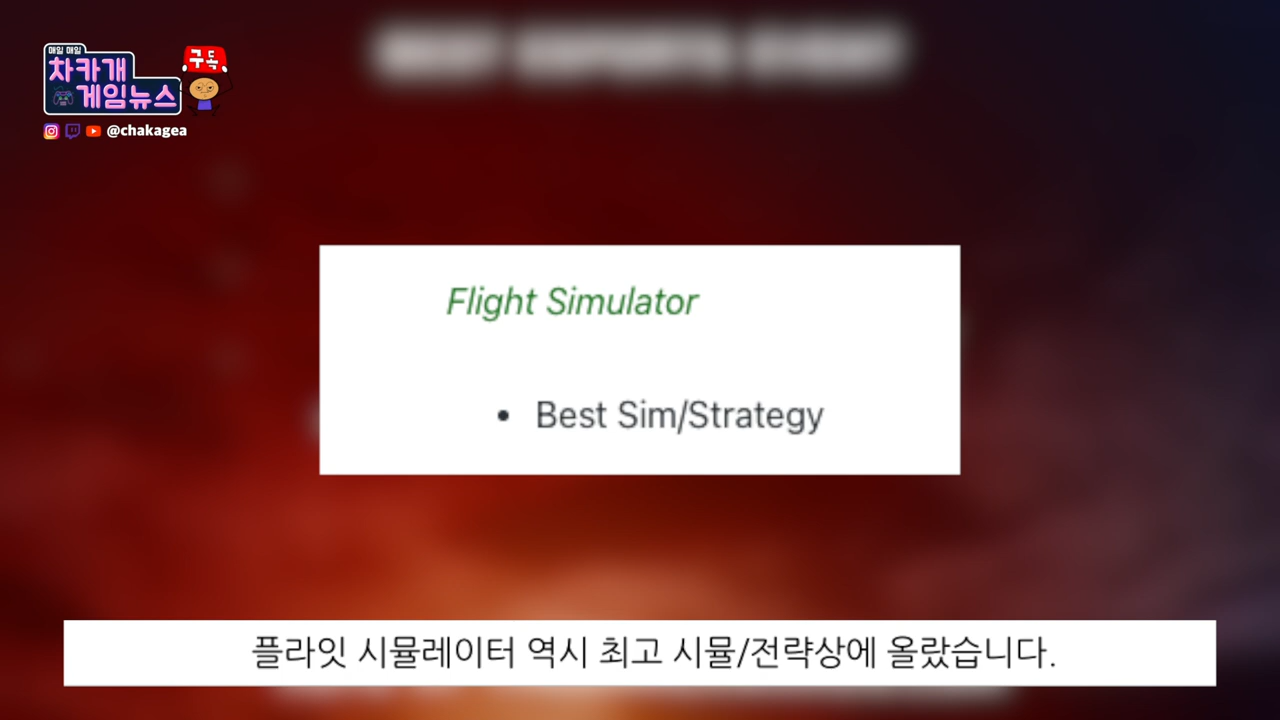 매일 매일
차카개
게임뉴스
구독
@chakagea
Flight Simulator
• Best Sim/Strategy
플라잇 시뮬레이터 역시 최고 시뮬/전략상에 올랐습니다.